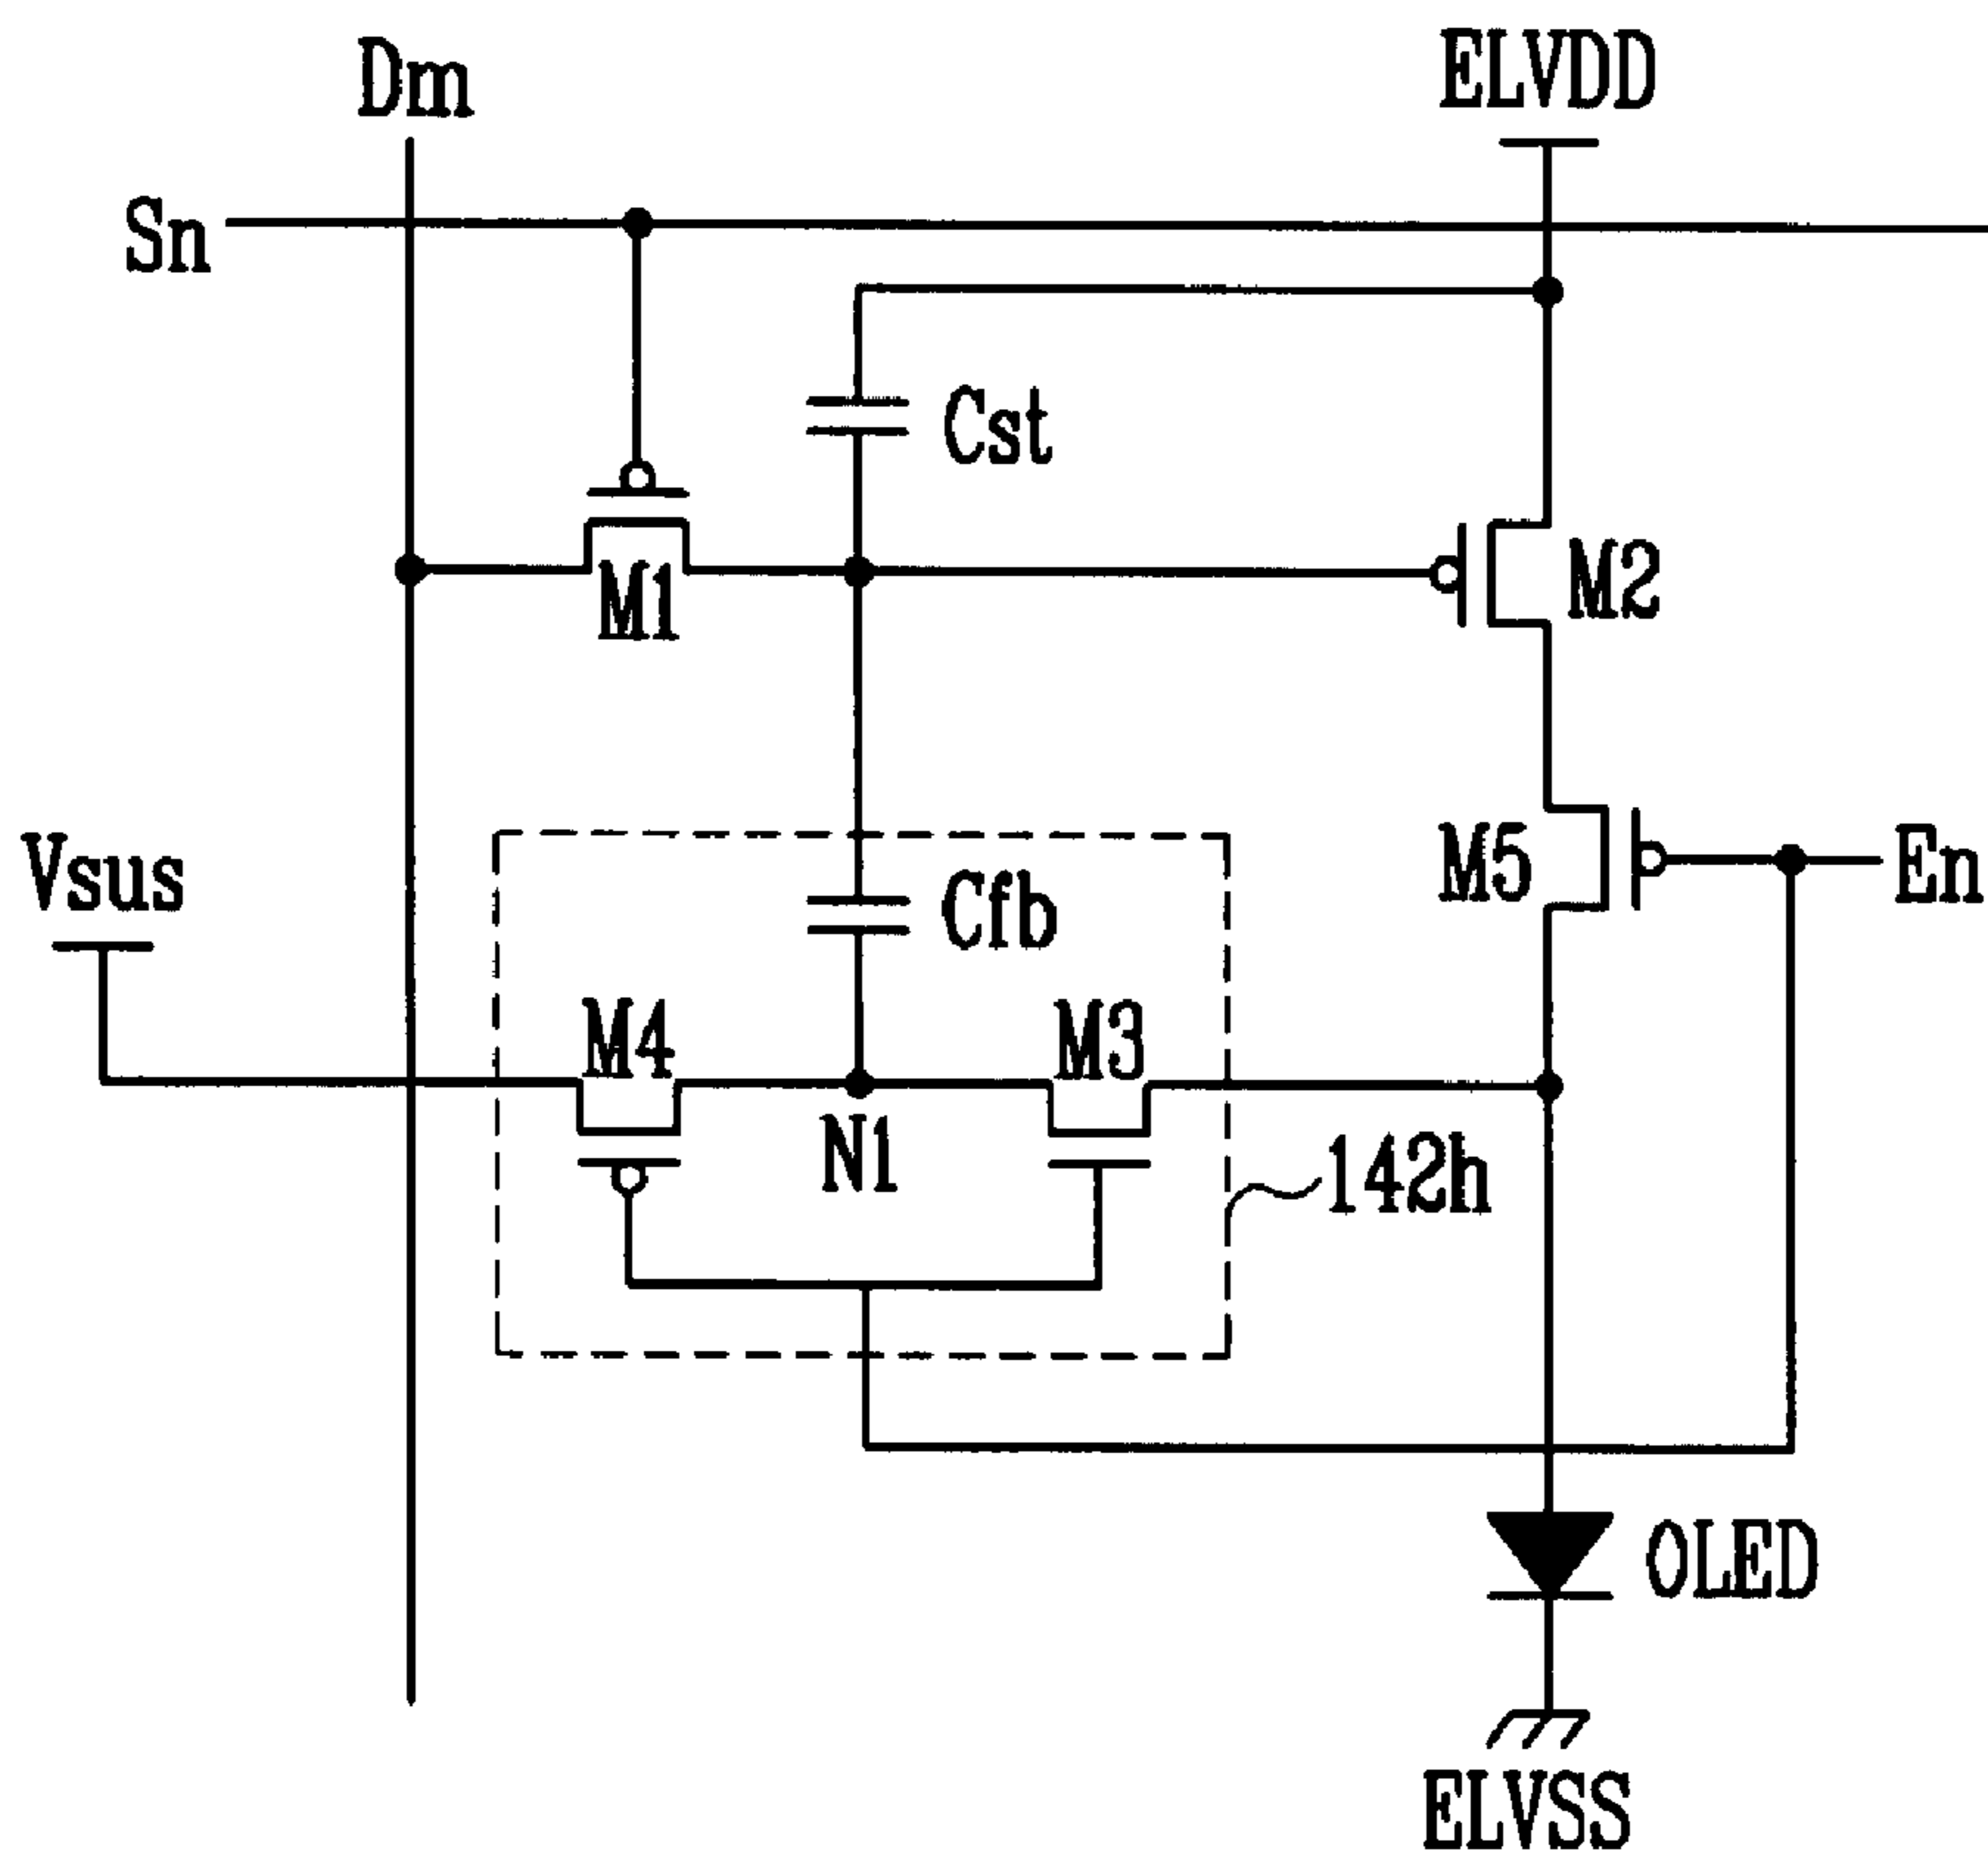 Dm
ELVDD
Sn
Cst
M1
M2
Vsus
Cfb
M5
En
M4
M3
N1
142h
OLED
ELVSS